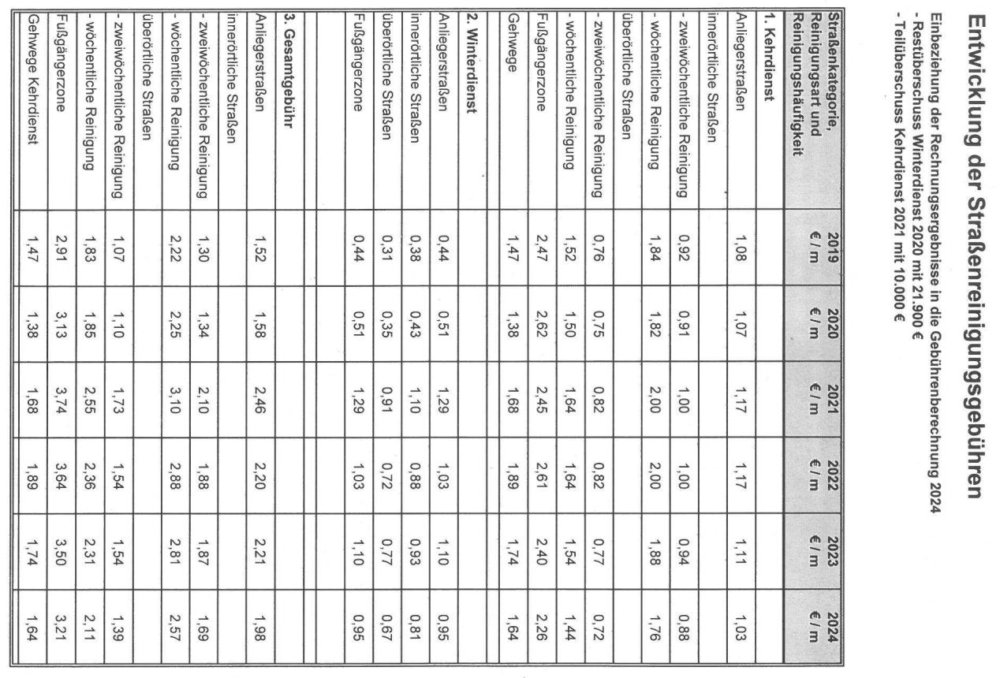 Entwicklung der Straßenreinigungsgebühren
Einbeziehung der Rechnungsergebnisse in die Gebührenberechnung 2024
- Restüberschuss Winterdienst 2020 mit 21.900 €
- Teilüberschuss Kehrdienst 2021 mit 10.000 €
Straßenkategorie, 2019 2020 2021 2022 2023 2024
Reinigungsart und € / m € / m € / m € / m € / m € / m
Reinigungshäufigkeit
1. Kehrdienst
Anliegerstraßen 1,08 1,07 1,17 1,17 1,11 1,03
innerörtliche Straßen
- zweiwöchentliche Reinigung 0,92 0,91 1,00 1,00 0,94 0,88
- wöchentliche Reinigung 1,84 1,82 2,00 2,00 1,88 1,76
überörtliche Straßen
- zweiwöchentliche Reinigung 0,76 0,75 0,82 0,82 0,77 0,72
- wöchentliche Reinigung 1,52 1,50 1,64 1,64 1,54 1,44
Fußgängerzone 2,47 2,62 2,45 2,61 2,40 2,26
Gehwege 1,47 1,38 1,68 1,89 1,74 1,64
2. Winterdienst
Anliegerstraßen 0,44 0,51 1,29 1,03 1,10 0,95
innerörtliche Straßen 0,38 0,43 1,10 0,88 0,93 0,81
überörtliche Straßen 0,31 0,35 0,91 0,72 0,77 0,67
Fußgängerzone 0,44 0,51 1,29 1,03 1,10 0,95
3. Gesamtgebühr
Anliegerstraßen 1,52 1,58 2,46 2,20 2,21 1,98
innerörtliche Straßen
- zweiwöchentliche Reinigung 1,30 1,34 2,10 1,88 1,87 1,69
- wöchentliche Reinigung 2,22 2,25 3,10 2,88 2,81 2,57
überörtliche Straßen
- zweiwöchentliche Reinigung 1,07 1,10 1,73 1,54 1,54 1,39
- wöchentliche Reinigung 1,83 1,85 2,55 2,36 2,31 2,11
Fußgängerzone 2,91 3,13 3,74 3,64 3,50 3,21
Gehwege Kehrdienst 1,47 1,38 1,68 1,89 1,74 1,64